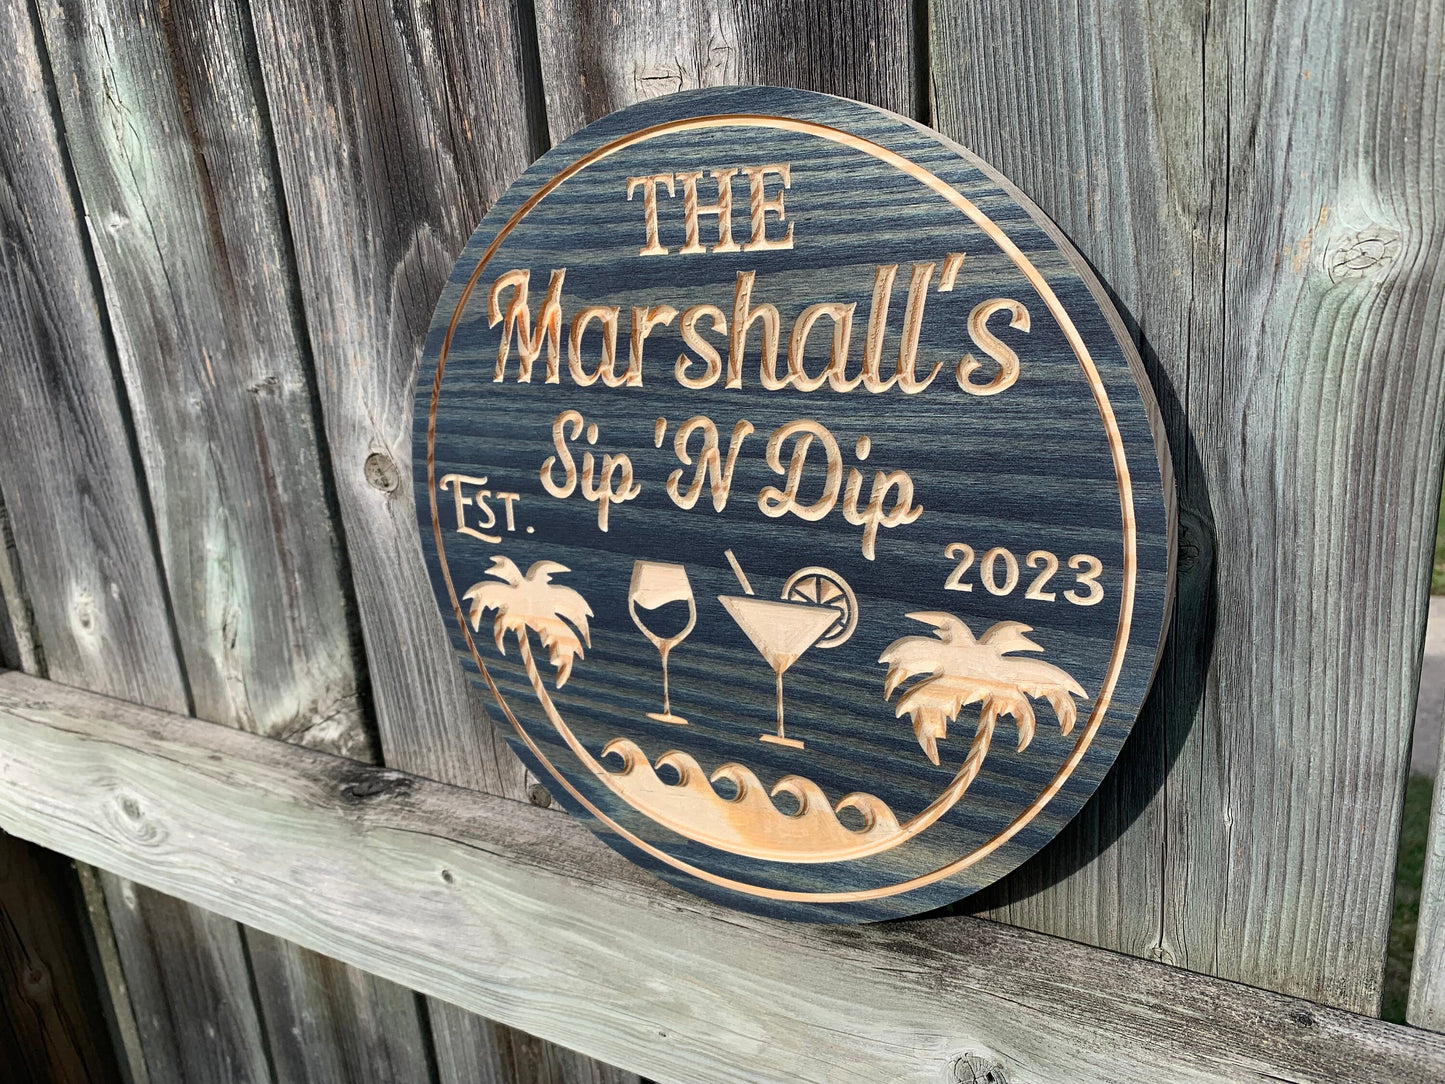 THE
Marshall's
Sip 'N Dip
EST.
2023